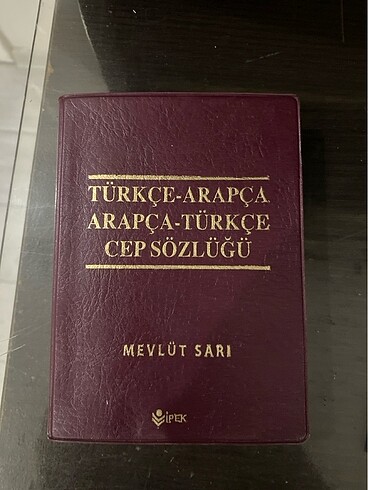 TÜRKÇE-ARAPÇA
ARAPÇA-TÜRKÇE
CEP SÖZLÜĞÜ
MEVLÜT SARI
İPEK